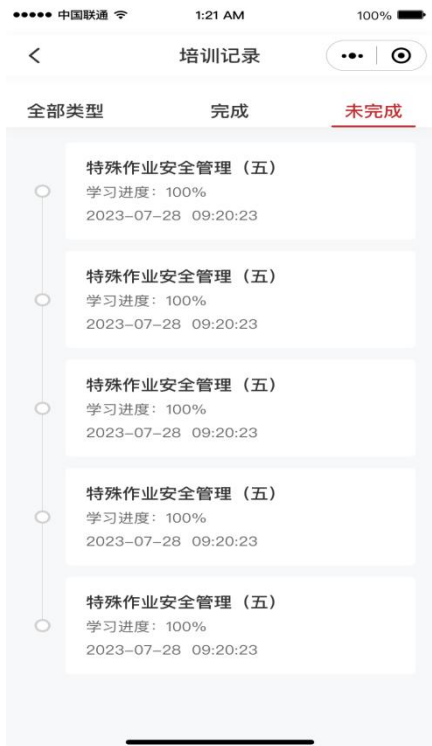 中国联通 1:21 AM 100%
培训记录
全部类型 完成 未完成
特殊作业安全管理（五）
学习进度：100%
2023-07-28 09:20:23
特殊作业安全管理（五）
学习进度：100%
2023-07-28 09:20:23
特殊作业安全管理（五）
学习进度：100%
2023-07-28 09:20:23
特殊作业安全管理（五）
学习进度：100%
2023-07-28 09:20:23
特殊作业安全管理（五）
学习进度：100%
2023-07-28 09:20:23